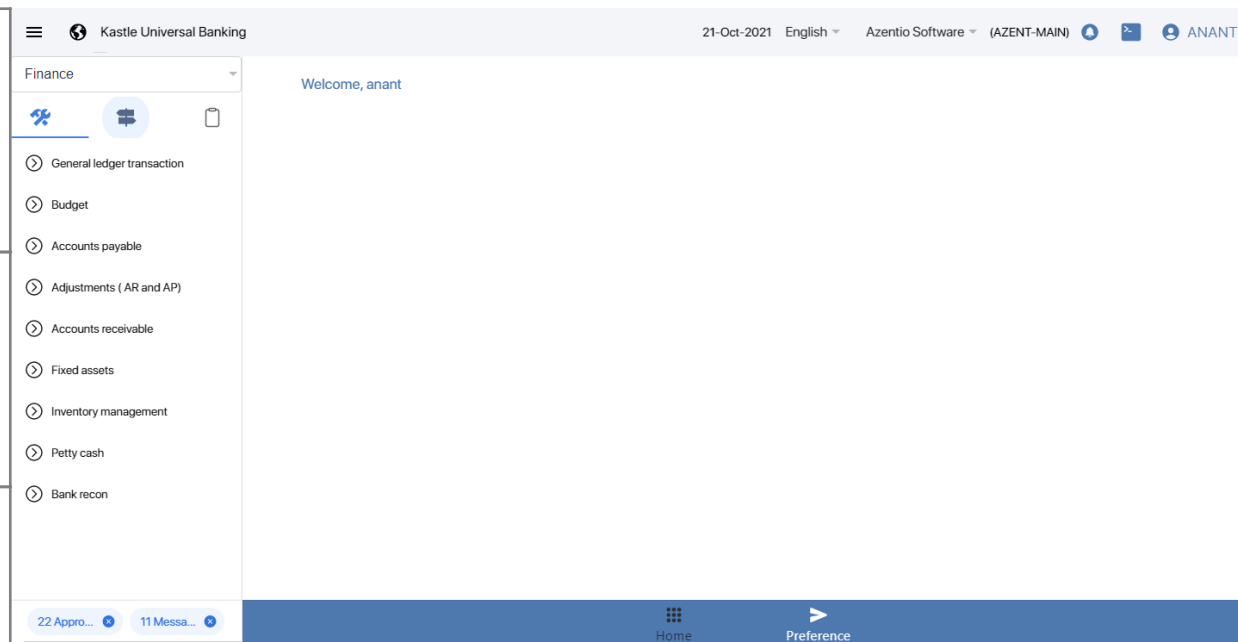 Kastle Universal Banking 21-Oct-2021 English Azentio Software (AZENT-MAIN) ANANT
Finance
Welcome, anant
General ledger transaction
Budget
Accounts payable
Adjustments ( AR and AP)
Accounts receivable
Fixed assets
Inventory management
Petty cash
Bank recon
22 Appro... 11 Messa...
Home Preference